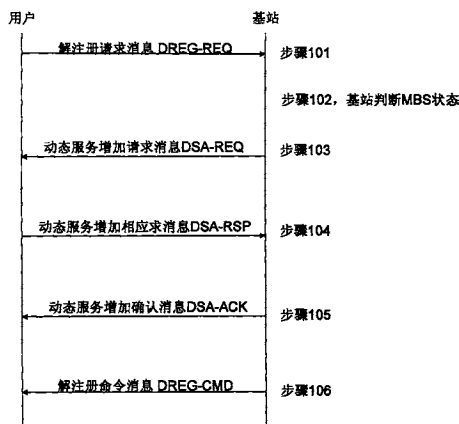 用户
基站
解注册请求消息 DREG-REQ
步骤101
步骤102，基站判断MBS状态
动态服务增加请求消息DSA-REQ
步骤103
动态服务增加相应求消息DSA-RSP
步骤104
动态服务增加确认消息DSA-ACK
步骤105
解注册命令消息 DREG-CMD
步骤106